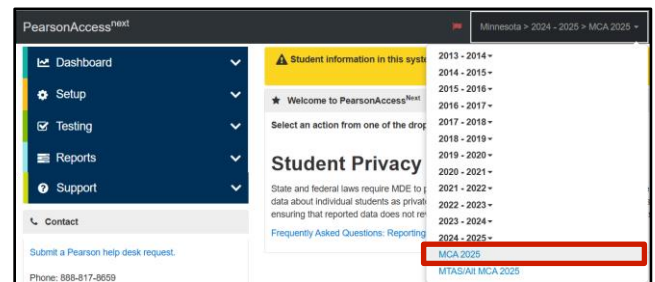 PearsonAccessnext
Minnesota > 2024 - 2025 > MCA 2025
Dashboard
Setup
Testing
Reports
Support
Contact
Submit a Pearson help desk request.
Phone: 888-817-8659
Student information in this syste
Welcome to PearsonAccessNext
Select an action from one of the drop
Student Privacy
State and federal laws require MDE to p
data about individual students as private
ensuring that reported data does not re
Frequently Asked Questions: Reporting
2013 - 2014
2014 - 2015
2015 - 2016
2016 - 2017
2017 - 2018
2018 - 2019
2019 - 2020
2020 - 2021
2021 - 2022
2022 - 2023
2023 - 2024
2024 - 2025
MCA 2025
MTAS/Alt MCA 2025